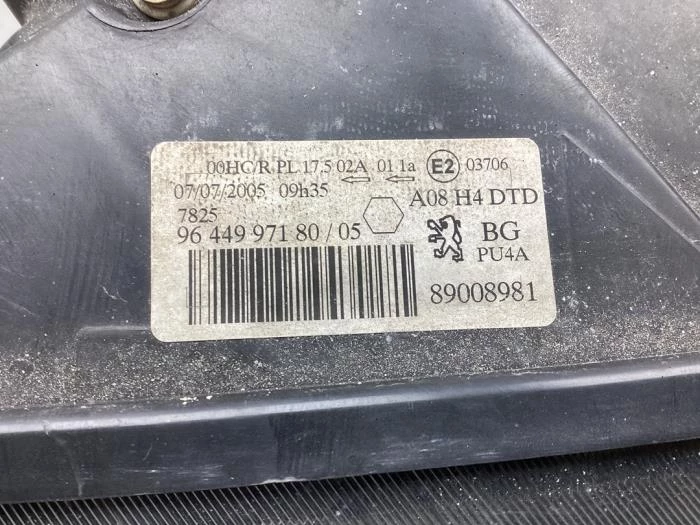 00HC/R PL 17,5 02A 01 1a E2 03706
07/07/2005 09h35
A08 H4 DTD
7825
96 449 971 80 / 05
BG
PU4A
89008981